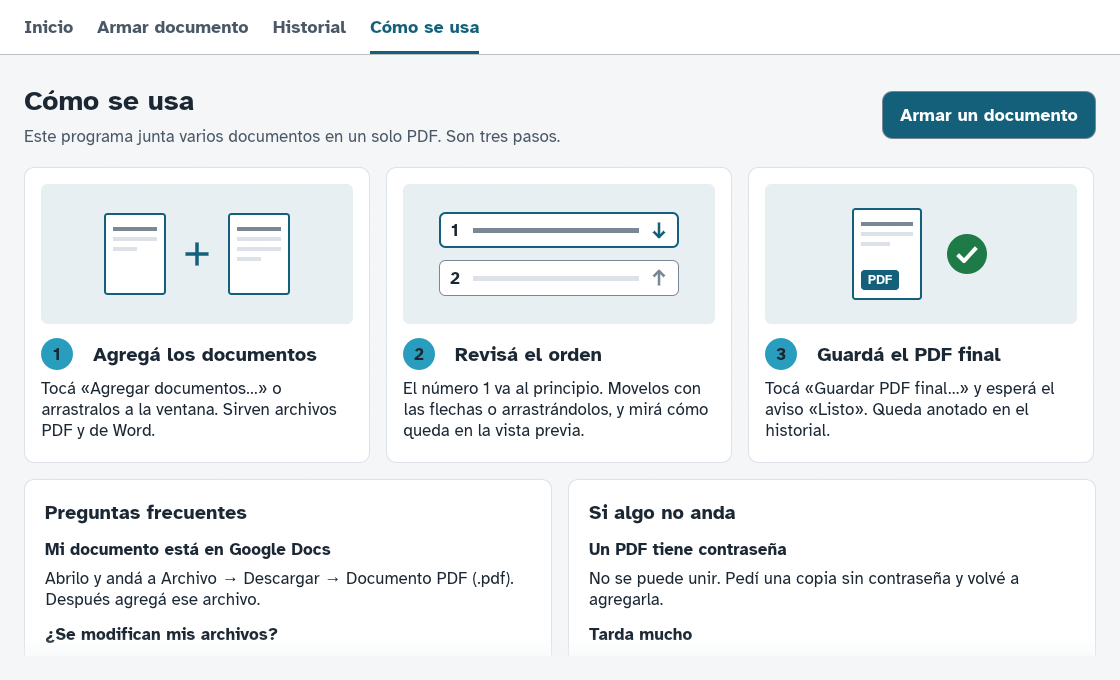 Inicio
Armar documento
Historial
Cómo se usa
Cómo se usa
Este programa junta varios documentos en un solo PDF. Son tres pasos.
Armar un documento
1
2
PDF
1 Agregá los documentos
Tocá «Agregar documentos...» o
arrastralos a la ventana. Sirven archivos
PDF y de Word.
2 Revisá el orden
El número 1 va al principio. Movelos con
las flechas o arrastrándolos, y mirá cómo
queda en la vista previa.
3 Guardá el PDF final
Tocá «Guardar PDF final...» y esperá el
aviso «Listo». Queda anotado en el
historial.
Preguntas frecuentes
Mi documento está en Google Docs
Abrilo y andá a Archivo → Descargar → Documento PDF (.pdf).
Después agregá ese archivo.
¿Se modifican mis archivos?
Si algo no anda
Un PDF tiene contraseña
No se puede unir. Pedí una copia sin contraseña y volvé a
agregarla.
Tarda mucho